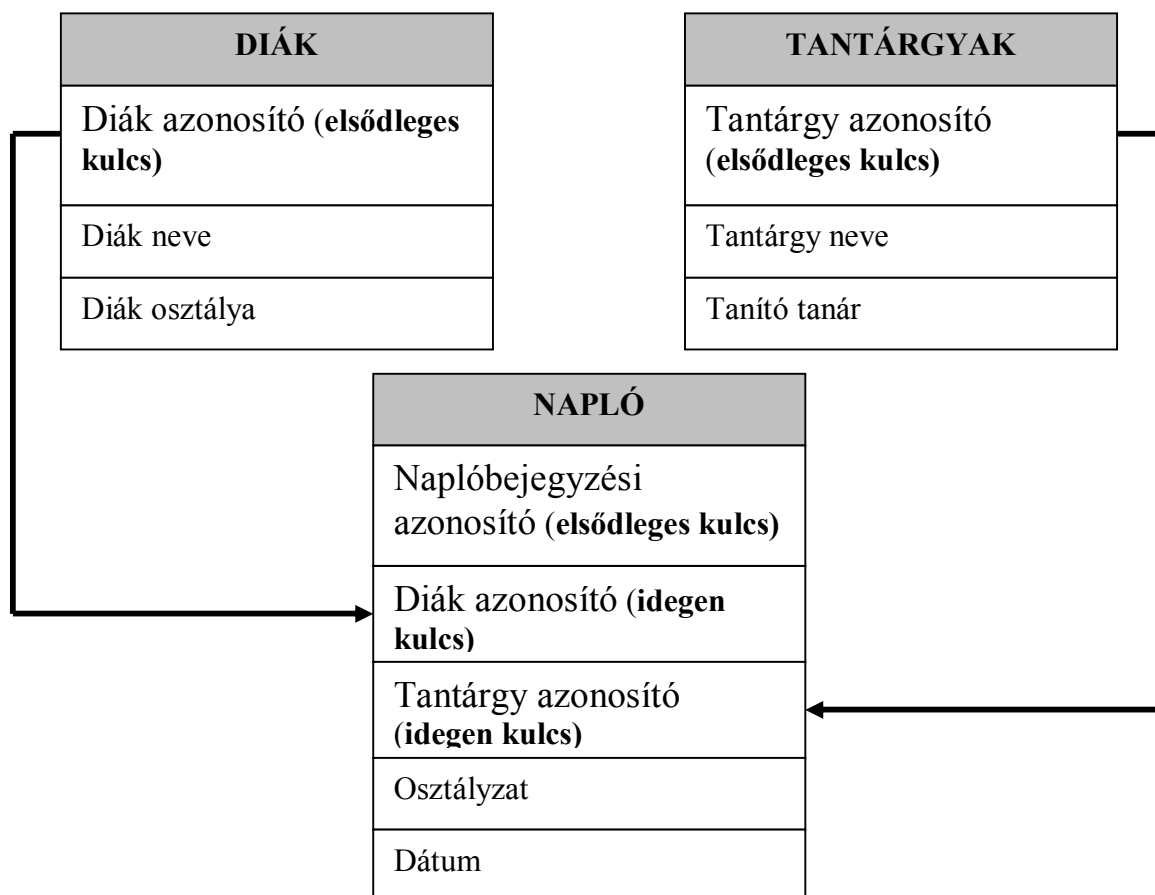 DIÁK
Diák azonosító (elsődleges
kulcs)
Diák neve
Diák osztálya
TANTÁRGYAK
Tantárgy azonosító
(elsődleges kulcs)
Tantárgy neve
Tanító tanár
NAPLÓ
Naplóbejegyzési
azonosító (elsődleges kulcs)
Diák azonosító (idegen
kulcs)
Tantárgy azonosító
(idegen kulcs)
Osztályzat
Dátum